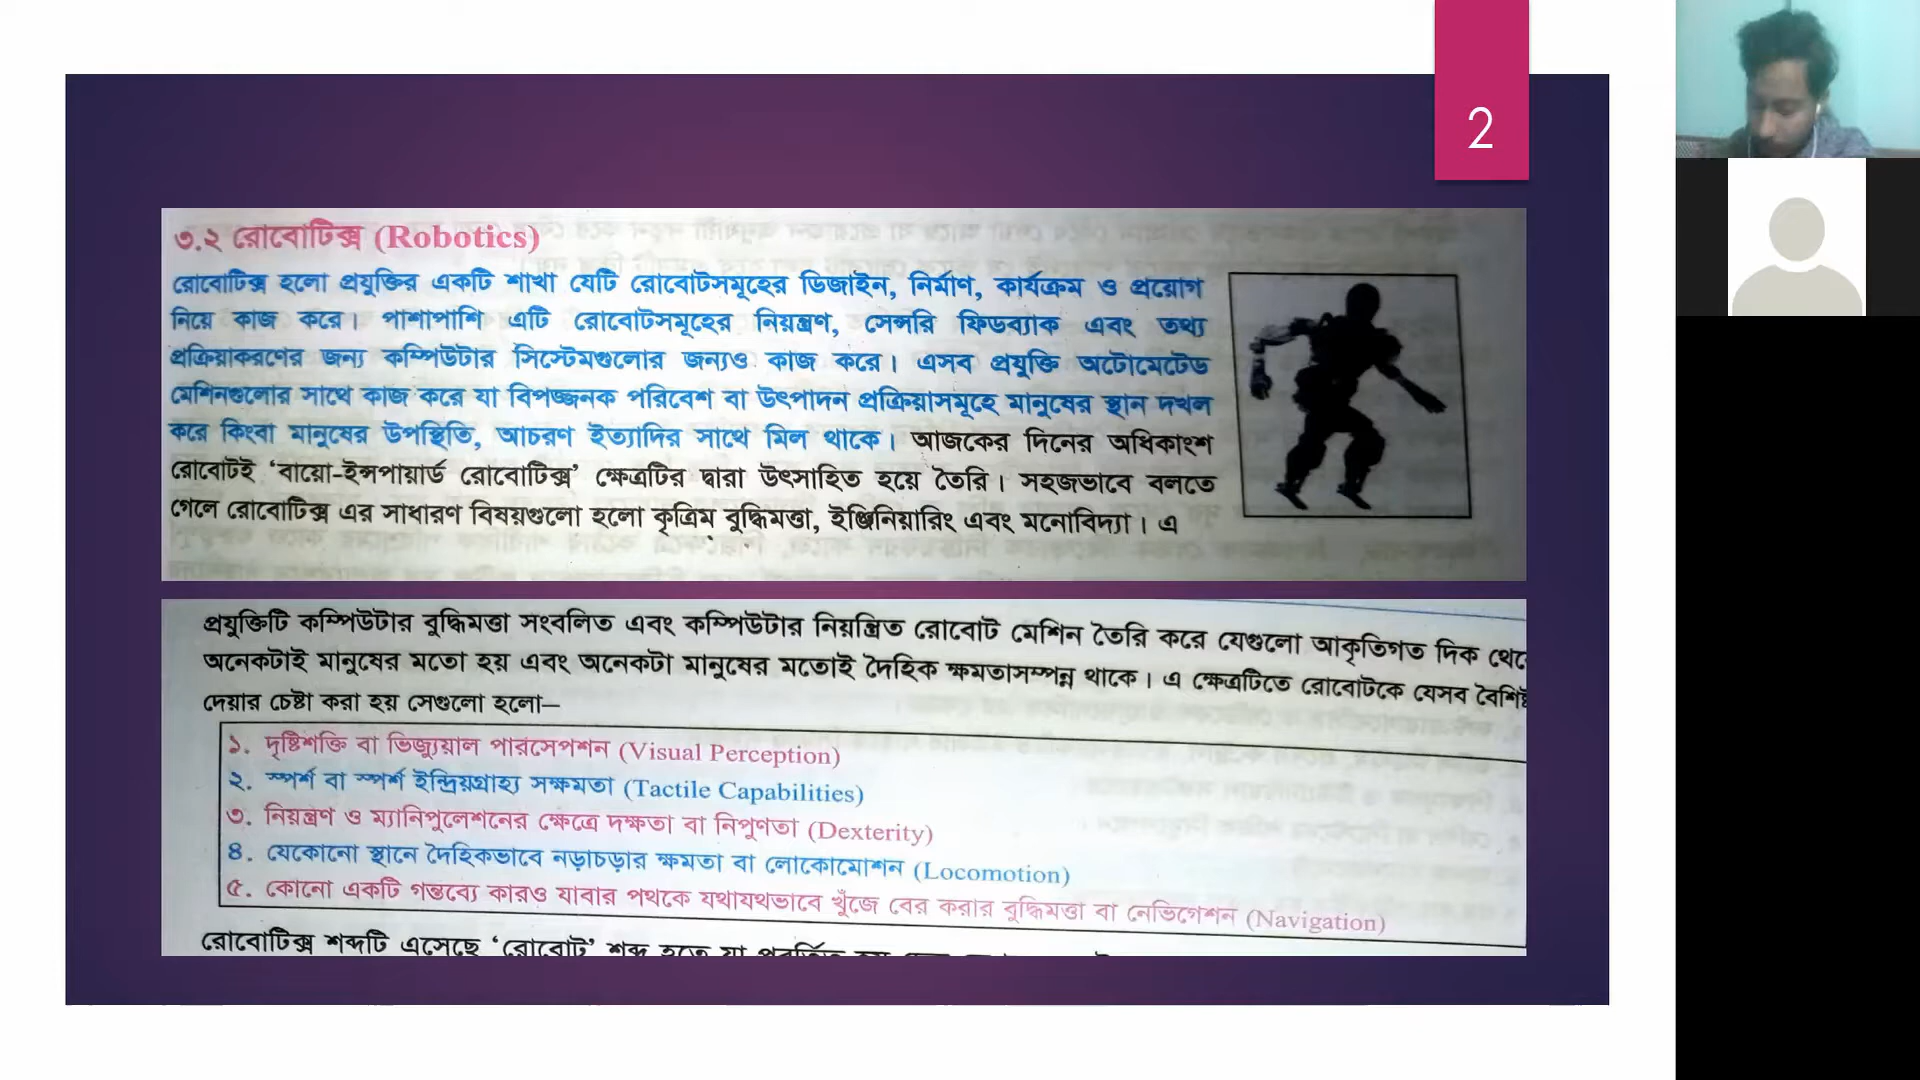 2
৩.২ রোবোটিক্স (Robotics)
রোবোটিক্স হলো প্রযুক্তির একটি শাখা যেটি রোবোটসমূহের ডিজাইন, নির্মাণ, কার্যক্রম ও প্রয়োগ
নিয়ে কাজ করে। পাশাপাশি এটি রোবোটসমূহের নিয়ন্ত্রণ, সেন্সরি ফিডব্যাক এবং তথ্য
প্রক্রিয়াকরণের জন্য কম্পিউটার সিস্টেমগুলোর জন্যও কাজ করে। এসব প্রযুক্তি অটোমেটেড
মেশিনগুলোর সাথে কাজ করে যা বিপজ্জনক পরিবেশ বা উৎপাদন প্রক্রিয়াসমূহে মানুষের স্থান দখল
করে কিংবা মানুষের উপস্থিতি, আচরণ ইত্যাদির সাথে মিল থাকে। আজকের দিনের অধিকাংশ
রোবোটই ‘বায়ো-ইন্সপায়ার্ড রোবোটিক্স’ ক্ষেত্রটির দ্বারা উৎসাহিত হয়ে তৈরি। সহজভাবে বলতে
গেলে রোবোটিক্স এর সাধারণ বিষয়গুলো হলো কৃত্রিম বুদ্ধিমত্তা, ইঞ্জিনিয়ারিং এবং মনোবিদ্যা। এ
প্রযুক্তিটি কম্পিউটার বুদ্ধিমত্তা সংবলিত এবং কম্পিউটার নিয়ন্ত্রিত রোবোট মেশিন তৈরি করে যেগুলো আকৃতিগত দিক
অনেকটাই মানুষের মতো হয় এবং অনেকটা মানুষের মতোই দৈহিক ক্ষমতাসম্পন্ন থাকে। এ ক্ষেত্রটিতে রোবোটকে যেসব
দেয়ার চেষ্টা করা হয় সেগুলো হলো–
১. দৃষ্টিশক্তি বা ভিজ্যুয়াল পারসেপশন (Visual Perception)
২. স্পর্শ বা স্পর্শ ইন্দ্রিয়গ্রাহ্য সক্ষমতা (Tactile Capabilities)
৩. নিয়ন্ত্রণ ও ম্যানিপুলেশনের ক্ষেত্রে দক্ষতা বা নিপুণতা (Dexterity)
৪. যেকোনো স্থানে দৈহিকভাবে নড়াচড়ার ক্ষমতা বা লোকোমোশন (Locomotion)
৫. কোনো একটি গন্তব্যে কারও যাবার পথকে যথাযথভাবে খুঁজে বের করার বুদ্ধিমত্তা বা নেভিগেশন (Navigation)
রোবোটিক্স শব্দটি এসেছে ‘রোবোট’ শব্দ হতে যা